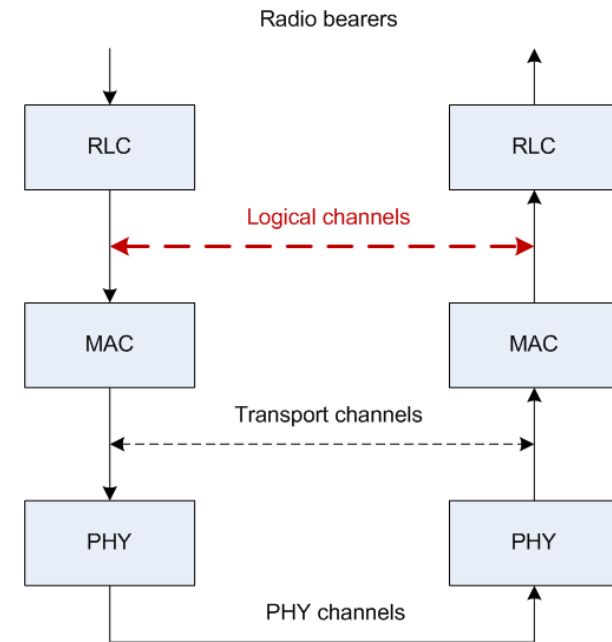 Radio bearers
RLC
RLC
Logical channels
MAC
MAC
Transport channels
PHY
PHY
PHY channels